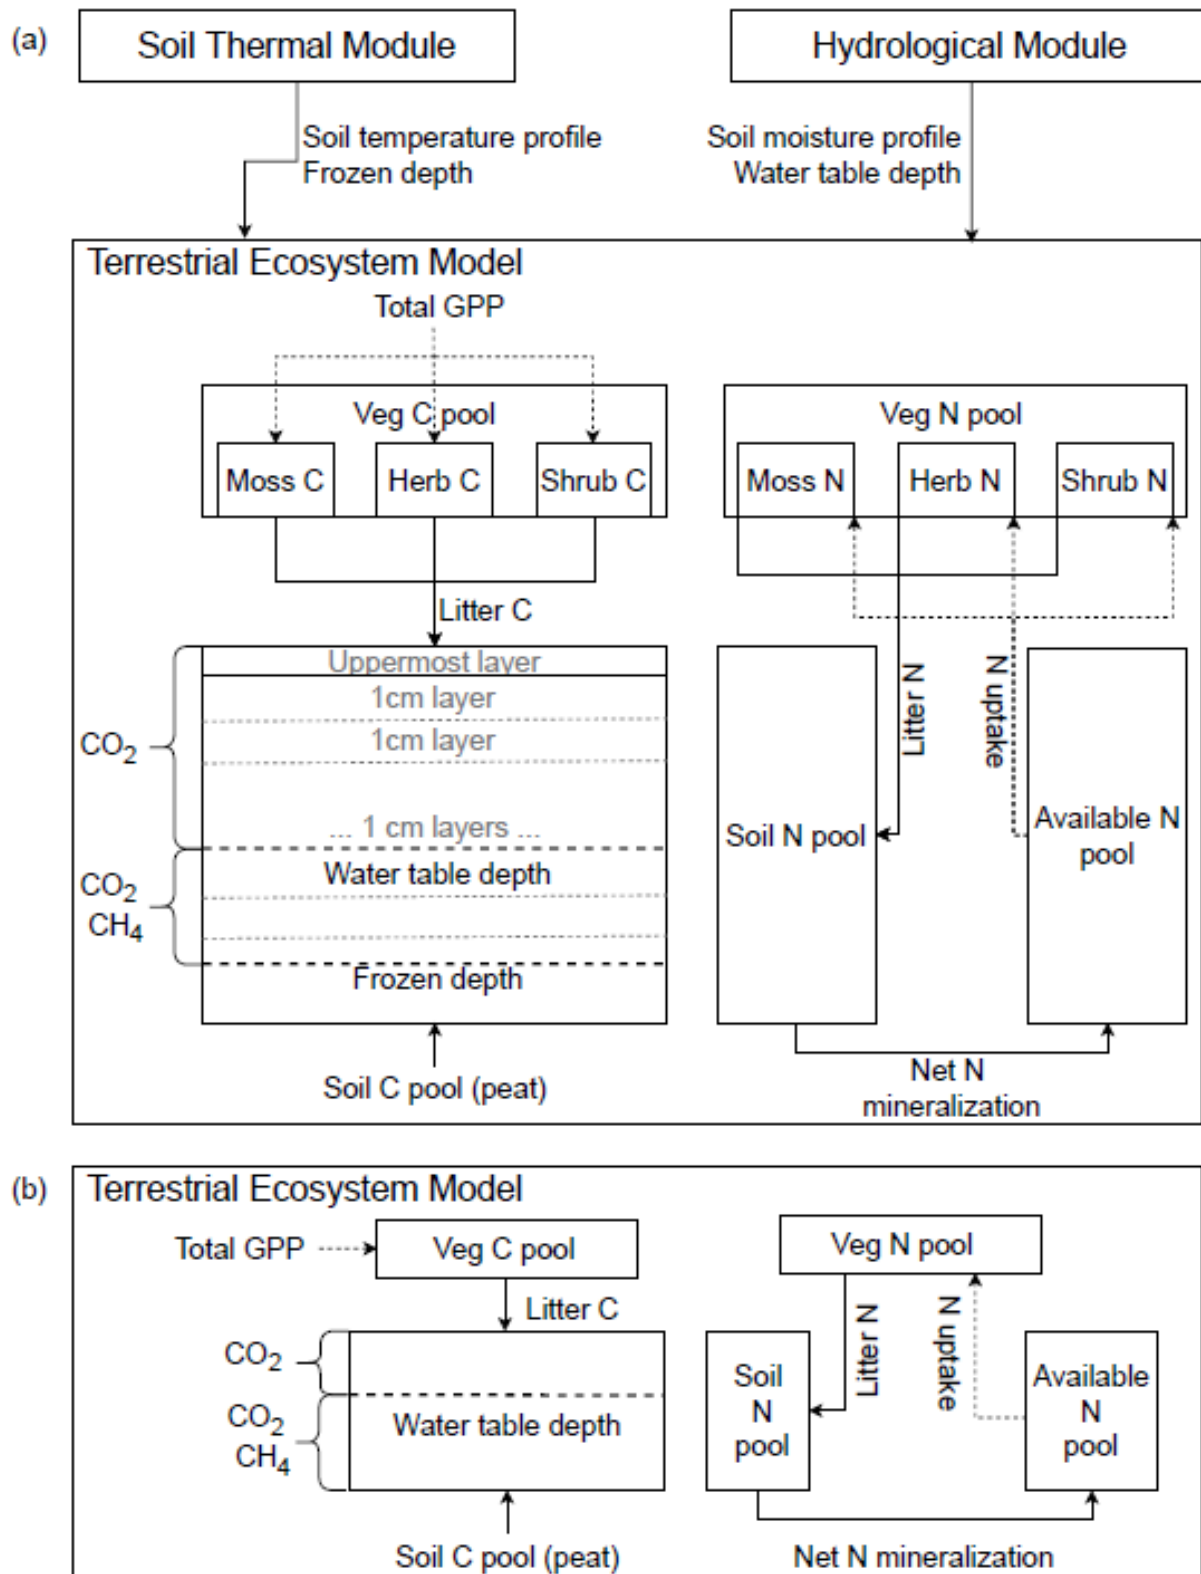 (a)
Soil Thermal Module
Hydrological Module
Soil temperature profile
Frozen depth
Soil moisture profile
Water table depth
Terrestrial Ecosystem Model
Total GPP
Veg C pool
Moss C
Herb C
Shrub C
Veg N pool
Moss N
Herb N
Shrub N
Litter C
Uppermost layer
1cm layer
1cm layer
... 1 cm layers ...
CO₂
Water table depth
CO₂
CH₄
Frozen depth
Soil C pool (peat)
Litter N
N uptake
Soil N pool
Available N
pool
Net N
mineralization
(b)
Terrestrial Ecosystem Model
Total GPP
Veg C pool
Veg N pool
Litter C
CO₂
Water table depth
CO₂
CH₄
Soil C pool (peat)
Litter N
N uptake
Soil
N
pool
Available
N
pool
Net N mineralization